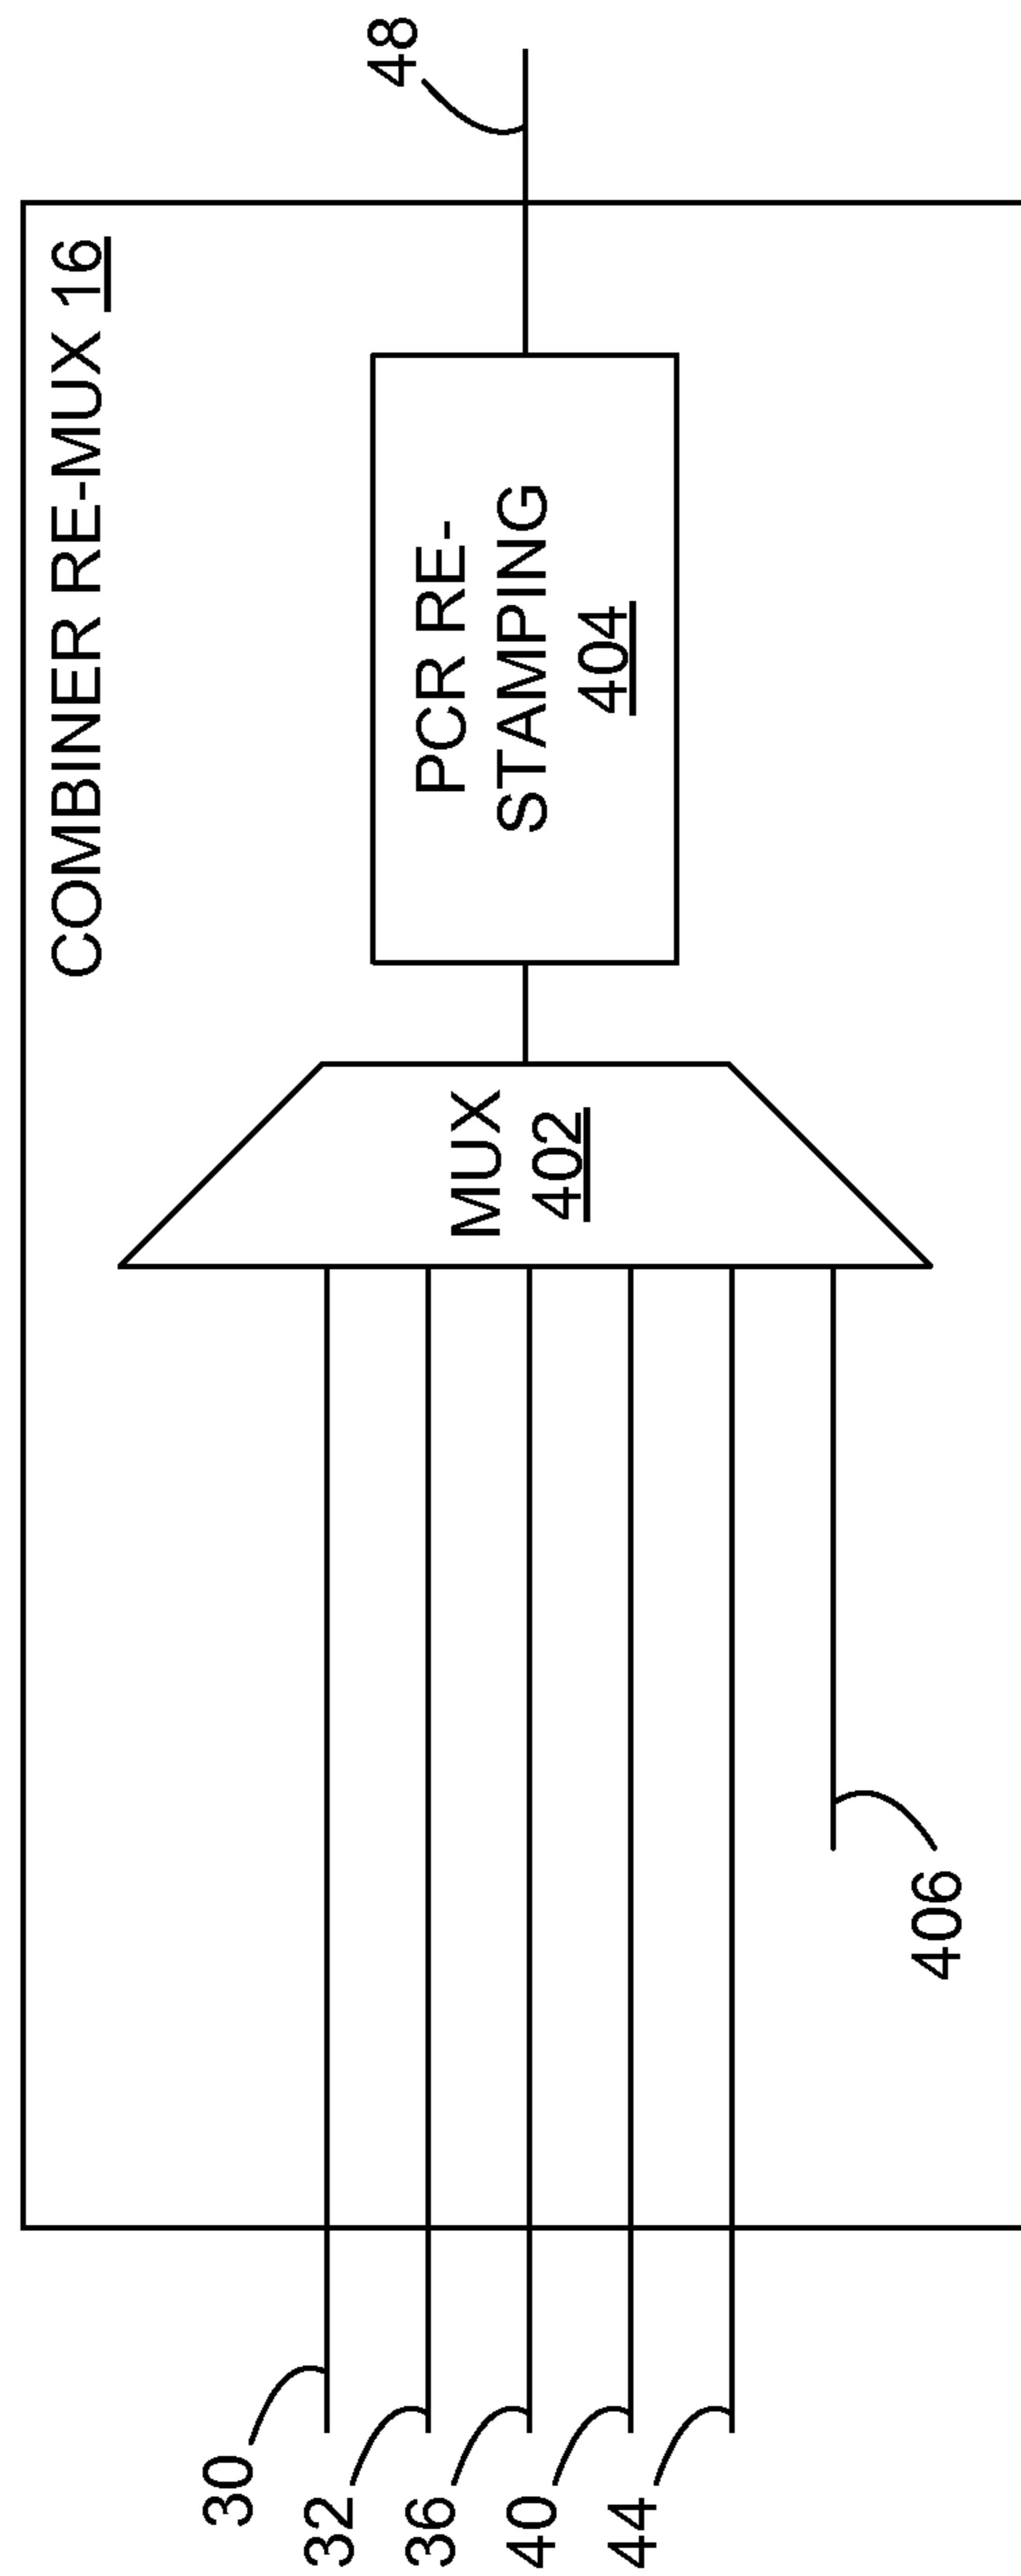 COMBINER RE-MUX 16
30
32
36
40
44
406
MUX
402
PCR RE-
STAMPING
404
48